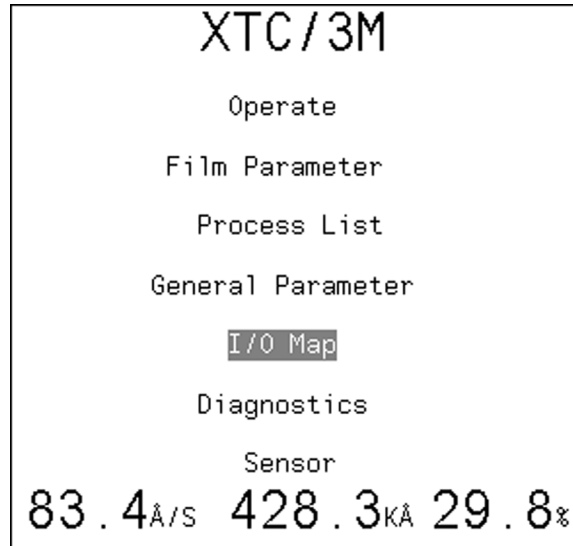 XTC/3M
Operate
Film Parameter
Process List
General Parameter
I/O Map
Diagnostics
Sensor
83.4Å/S 428.3KÅ 29.8%